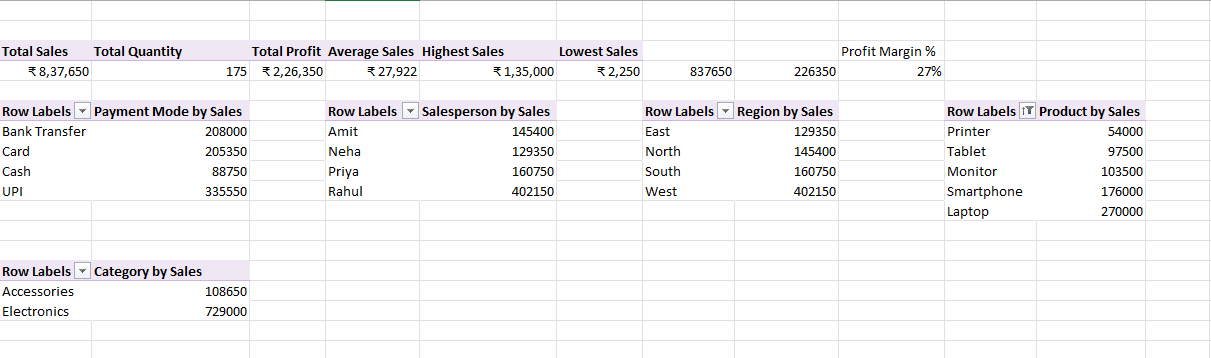 Total Sales Total Quantity Total Profit Average Sales Highest Sales Lowest Sales Profit Margin %
₹ 8,37,650 175 ₹ 2,26,350 ₹ 27,922 ₹ 1,35,000 ₹ 2,250 837650 226350 27%
Row Labels Payment Mode by Sales Row Labels Salesperson by Sales Row Labels Region by Sales Row Labels Product by Sales
Bank Transfer 208000 Amit 145400 East 129350 Printer 54000
Card 205350 Neha 129350 North 145400 Tablet 97500
Cash 88750 Priya 160750 South 160750 Monitor 103500
UPI 335550 Rahul 402150 West 402150 Smartphone 176000
Laptop 270000
Row Labels Category by Sales
Accessories 108650
Electronics 729000